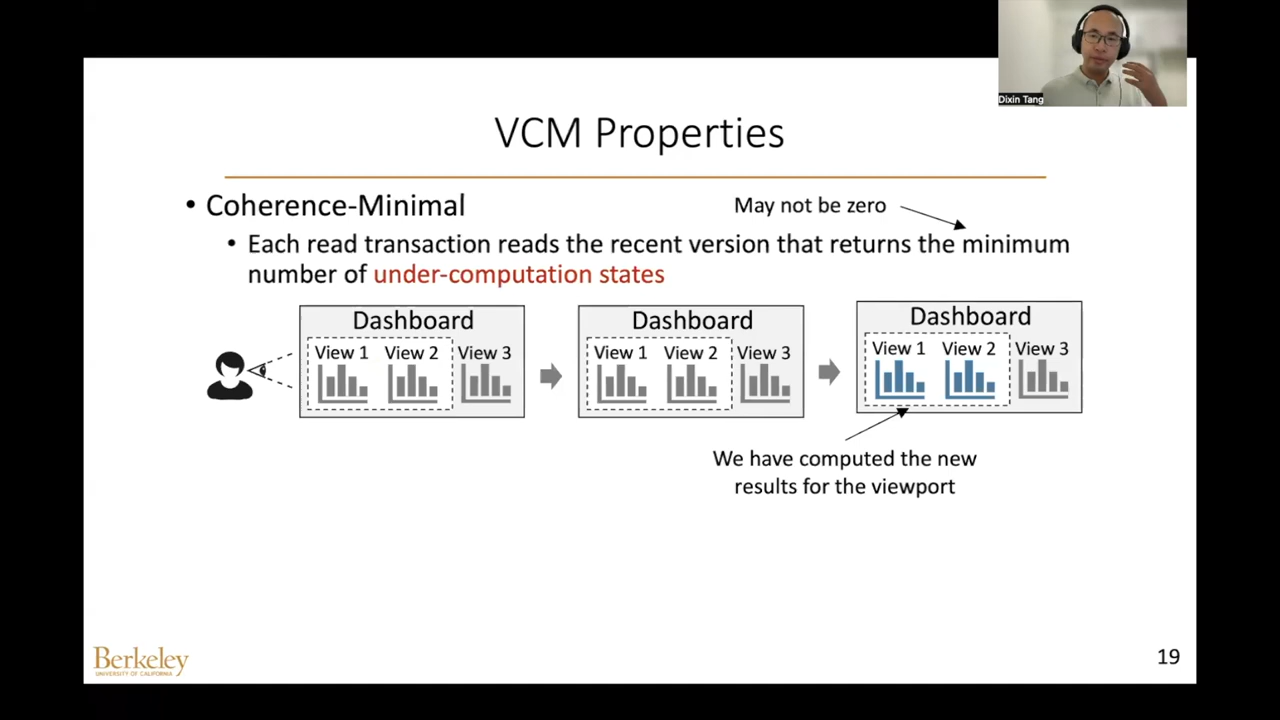 Dixin Tang
VCM Properties
• Coherence-Minimal
May not be zero
• Each read transaction reads the recent version that returns the minimum
number of under-computation states
Dashboard
View 1 View 2 View 3
Dashboard
View 1 View 2 View 3
Dashboard
View 1 View 2 View 3
We have computed the new
results for the viewport
Berkeley
UNIVERSITY OF CALIFORNIA
19